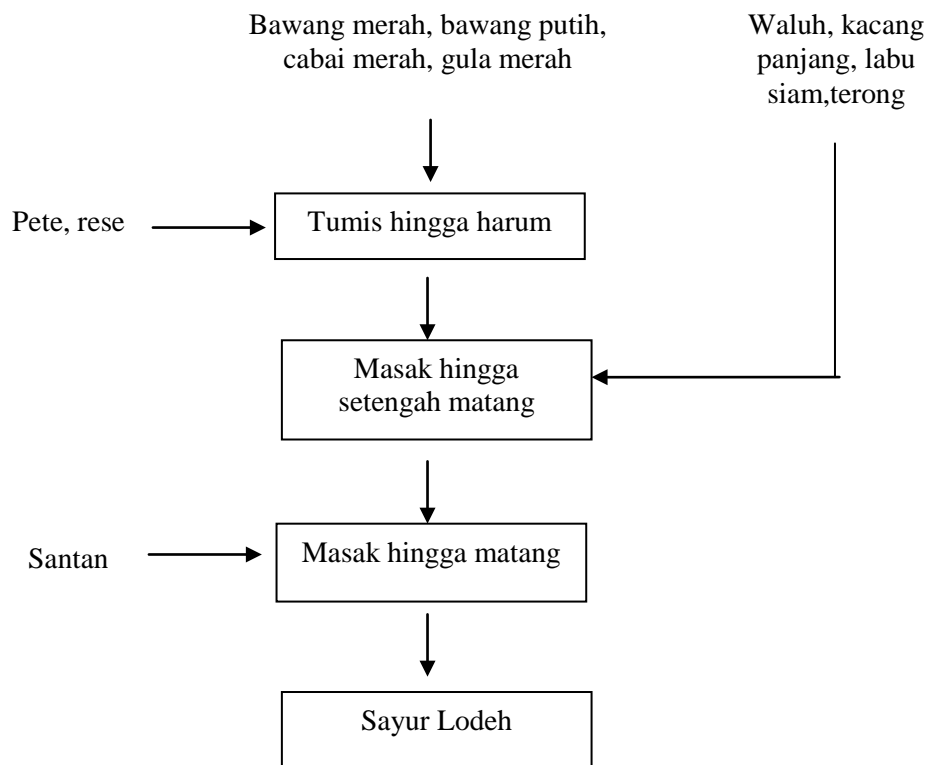 Bawang merah, bawang putih,
cabai merah, gula merah
Waluh, kacang
panjang, labu
siam,terong
Pete, rese
Tumis hingga harum
Masak hingga
setengah matang
Santan
Masak hingga matang
Sayur Lodeh